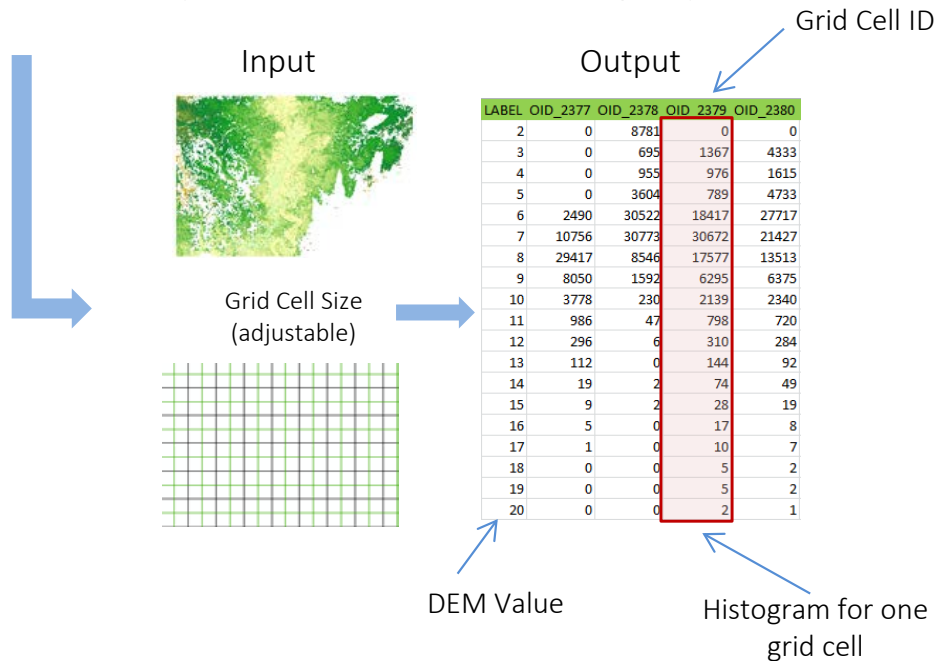 Grid Cell ID
Input
Output
LABEL OID_2377 OID_2378 OID_2379 OID_2380
2 0 8781 0 0
3 0 695 1367 4333
4 0 955 976 1615
5 0 3604 789 4733
6 2490 30522 18417 27717
7 10756 30773 30672 21427
8 29417 8546 17577 13513
9 8050 1592 6295 6375
10 3778 230 2139 2340
11 986 47 798 720
12 296 6 310 284
13 112 0 144 92
14 19 2 74 49
15 9 2 28 19
16 5 0 17 8
17 1 0 10 7
18 0 0 5 2
19 0 0 5 2
20 0 0 2 1
Grid Cell Size
(adjustable)
DEM Value
Histogram for one
grid cell